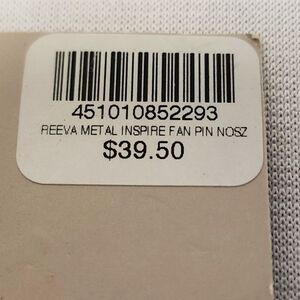 451010852293
REEVA METAL INSPIRE FAN PIN NOSZ
$39.50